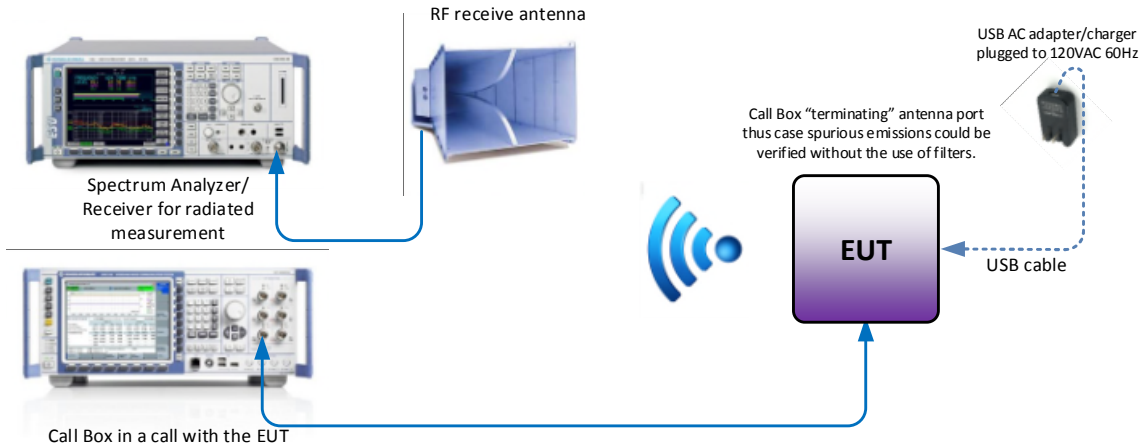 RF receive antenna
USB AC adapter/charger
plugged to 120VAC 60Hz
Call Box “terminating” antenna port
thus case spurious emissions could be
verified without the use of filters.
Spectrum Analyzer/
Receiver for radiated
measurement
EUT
USB cable
Call Box in a call with the EUT